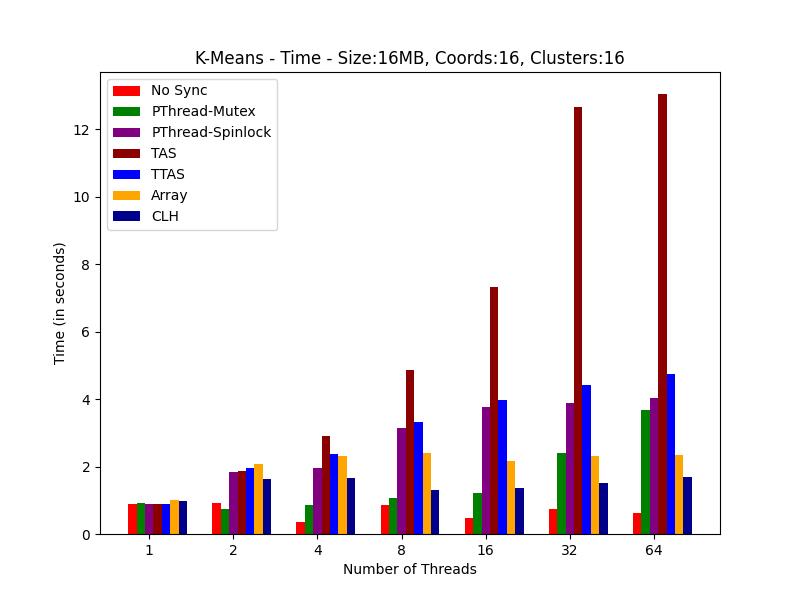 K-Means - Time - Size:16MB, Coords:16, Clusters:16
No Sync
PThread-Mutex
PThread-Spinlock
TAS
TTAS
Array
CLH
Time (in seconds)
12
10
8
6
4
2
0
1 2 4 8 16 32 64
Number of Threads